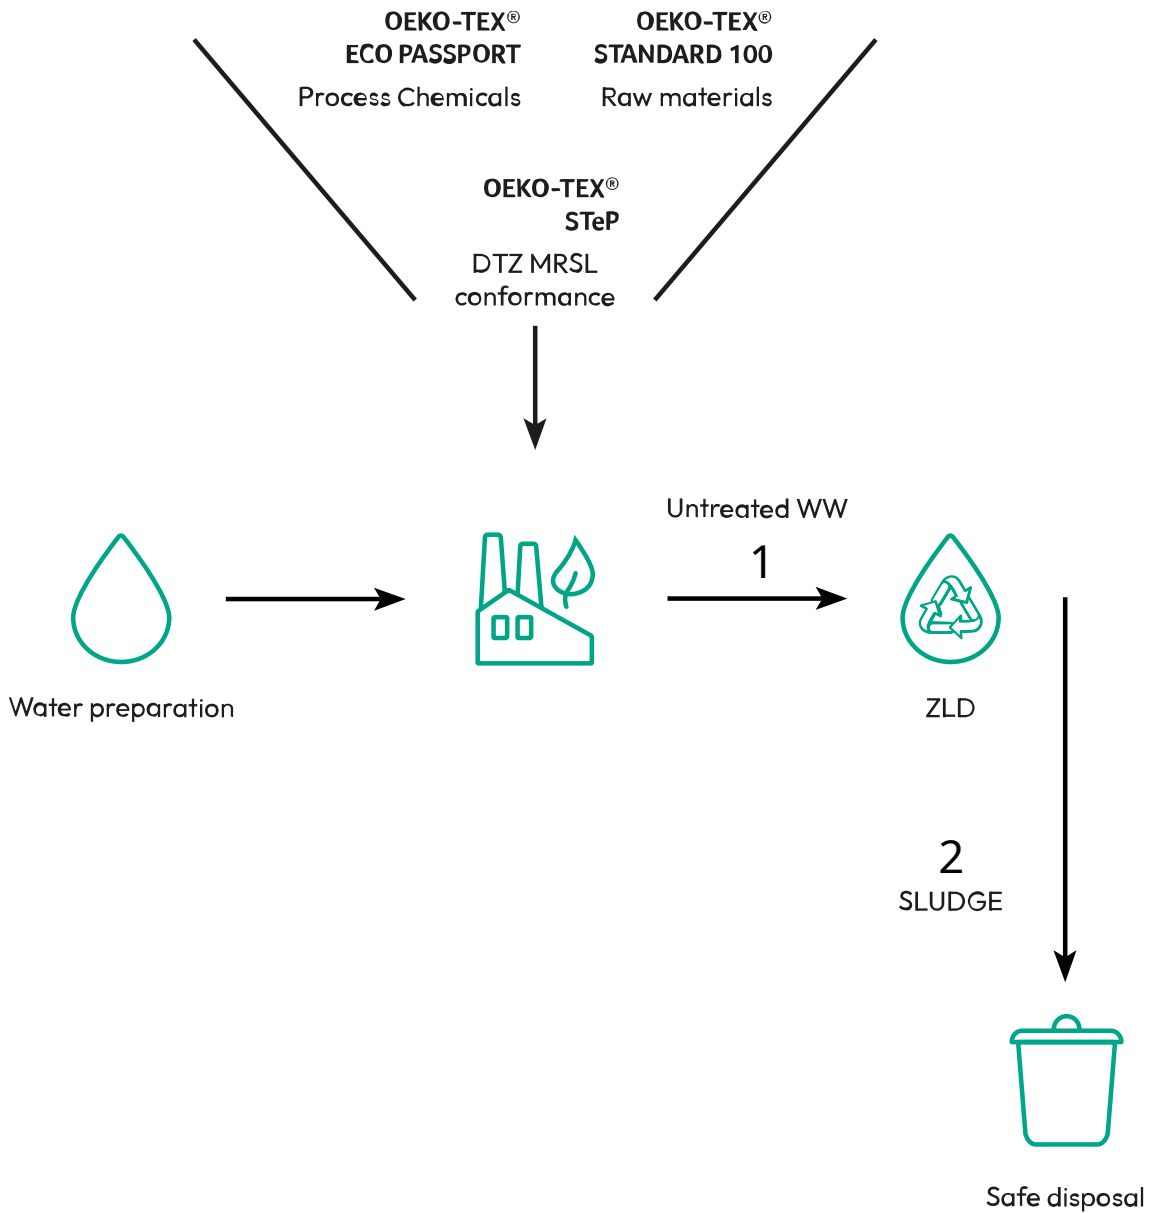 OEKO-TEX®
ECO PASSPORT
Process Chemicals
OEKO-TEX®
STANDARD 100
Raw materials
OEKO-TEX®
STeP
DTZ MRSL
conformance
Untreated WW
1
Water preparation
ZLD
2
SLUDGE
Safe disposal